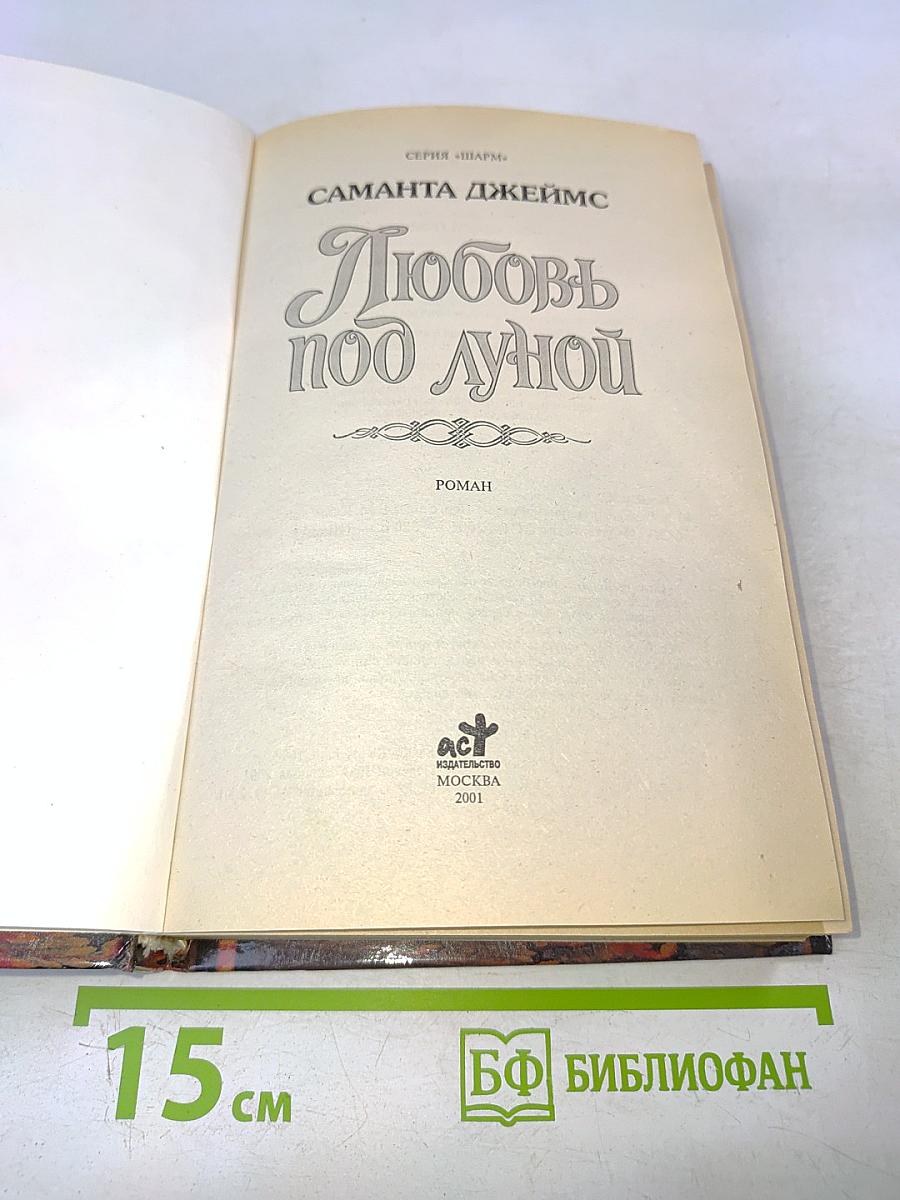 СЕРИЯ «ШАРМ»
САМАНТА ДЖЕЙМС
Любовь
под луной
РОМАН
аст
ИЗДАТЕЛЬСТВО
МОСКВА
2001
15 см
БФ БИБЛИОФАН